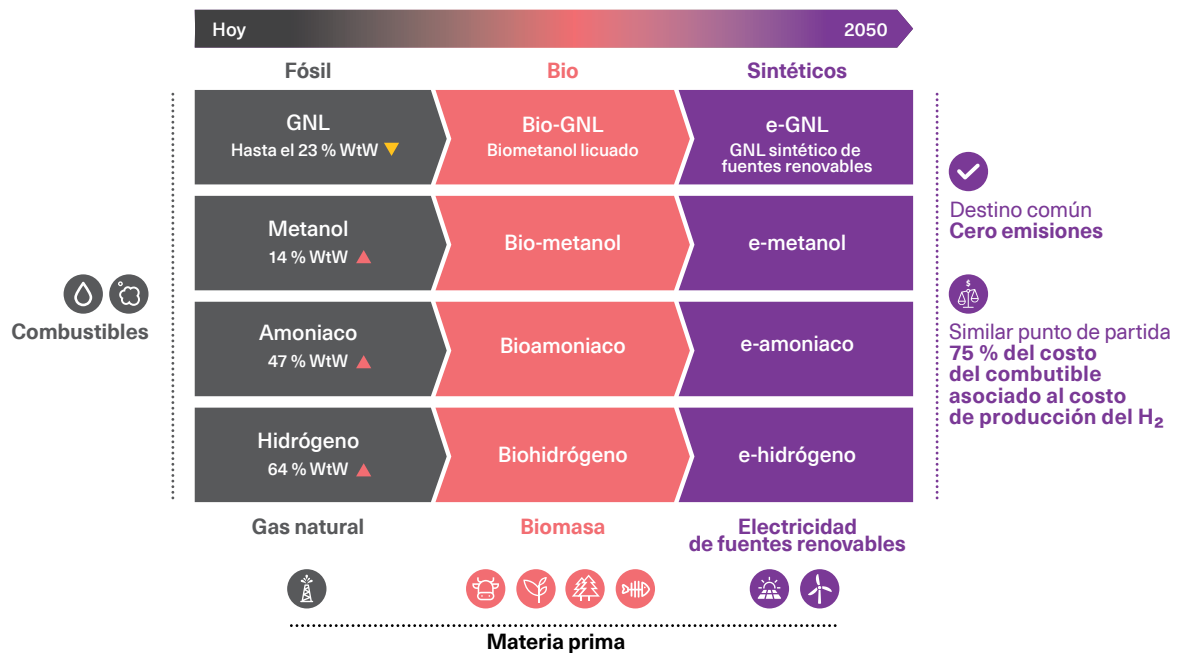 Hoy
2050
Fósil
Bio
Sintéticos
GNL
Hasta el 23 % WtW
Bio-GNL
Biometanol licuado
e-GNL
GNL sintético de
fuentes renovables
Metanol
14 % WtW
Bio-metanol
e-metanol
Amoniaco
47 % WtW
Bioamoniaco
e-amoniaco
Hidrógeno
64 % WtW
Biohidrógeno
e-hidrógeno
Combustibles
Destino común
Cero emisiones
$
Similar punto de partida
75 % del costo
del combutible
asociado al costo
de producción del H₂
Gas natural
Biomasa
Electricidad
de fuentes renovables
Materia prima